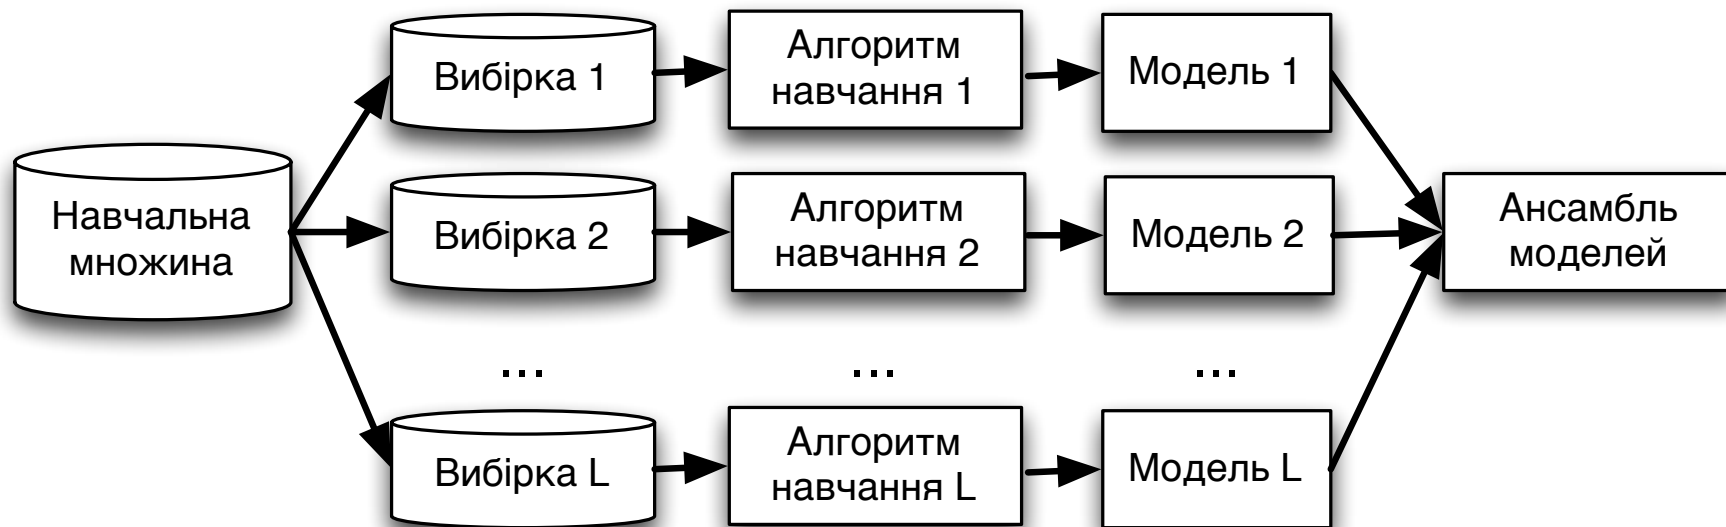 Навчальна
множина
Вибірка 1
Алгоритм
навчання 1
Модель 1
Вибірка 2
Алгоритм
навчання 2
Модель 2
Ансамбль
моделей
... ... ...
Вибірка L
Алгоритм
навчання L
Модель L